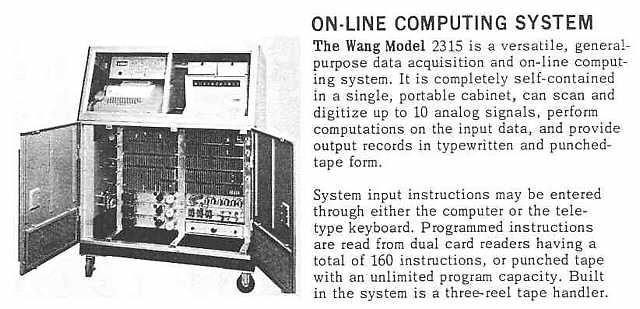 ON-LINE COMPUTING SYSTEM
The Wang Model 2315 is a versatile, general-
purpose data acquisition and on-line comput-
ing system. It is completely self-contained
in a single, portable cabinet, can scan and
digitize up to 10 analog signals, perform
computations on the input data, and provide
output records in typewritten and punched-
tape form.
System input instructions may be entered
through either the computer or the tele-
type keyboard. Programmed instructions
are read from dual card readers having a
total of 160 instructions, or punched tape
with an unlimited program capacity. Built
in the system is a three-reel tape handler.